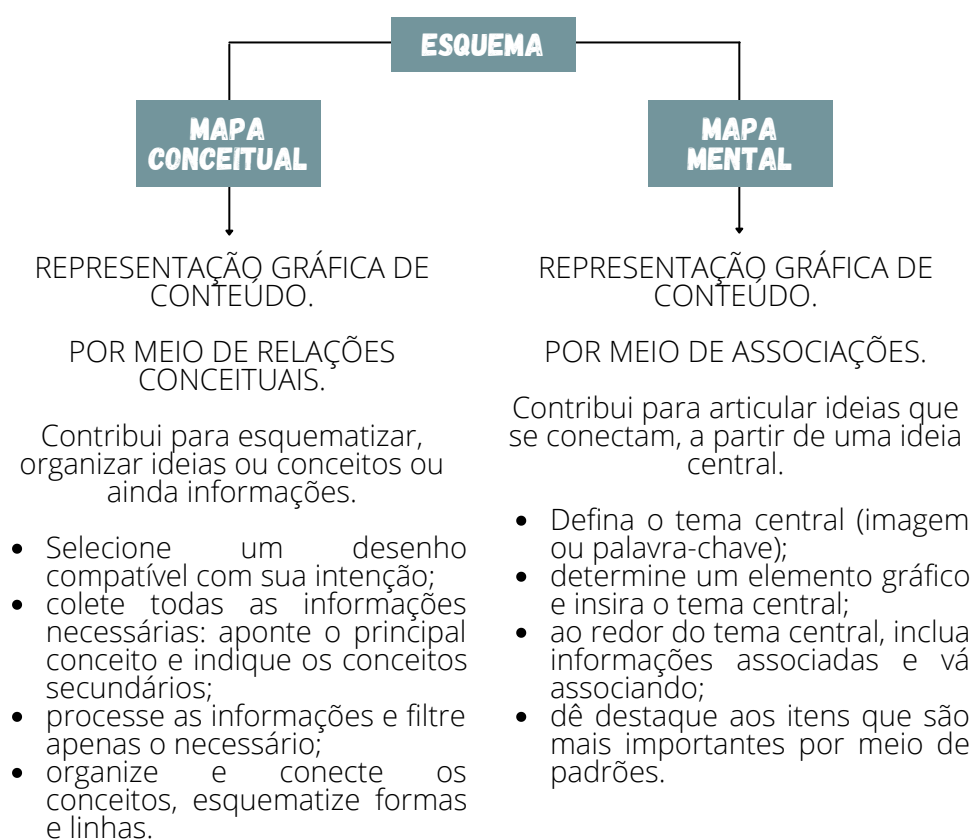 ESQUEMA
MAPA
CONCEITUAL
REPRESENTAÇÃO GRÁFICA DE
CONTEÚDO.
POR MEIO DE RELAÇÕES
CONCEITUAIS.
Contribui para esquematizar,
organizar ideias ou conceitos ou
ainda informações.
• Selecione um desenho
compatível com sua intenção;
• colete todas as informações
necessárias: aponte o principal
conceito e indique os conceitos
secundários;
• processe as informações e filtre
apenas o necessário;
• organize e conecte os
conceitos, esquematize formas
e linhas.
MAPA
MENTAL
REPRESENTAÇÃO GRÁFICA DE
CONTEÚDO.
POR MEIO DE ASSOCIAÇÕES.
Contribui para articular ideias que
se conectam, a partir de uma ideia
central.
• Defina o tema central (imagem
ou palavra-chave);
• determine um elemento gráfico
e insira o tema central;
• ao redor do tema central, inclua
informações associadas e vá
associando;
• dê destaque aos itens que são
mais importantes por meio de
padrões.